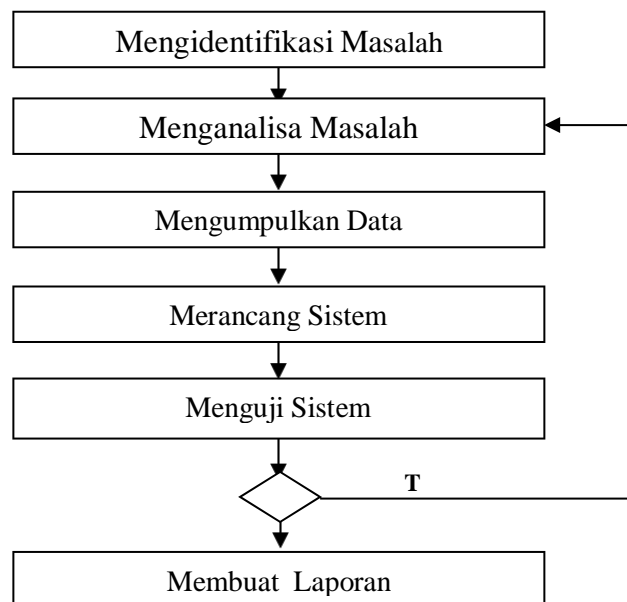 Mengidentifikasi Masalah
Menganalisa Masalah
Mengumpulkan Data
Merancang Sistem
Menguji Sistem
T
Membuat Laporan